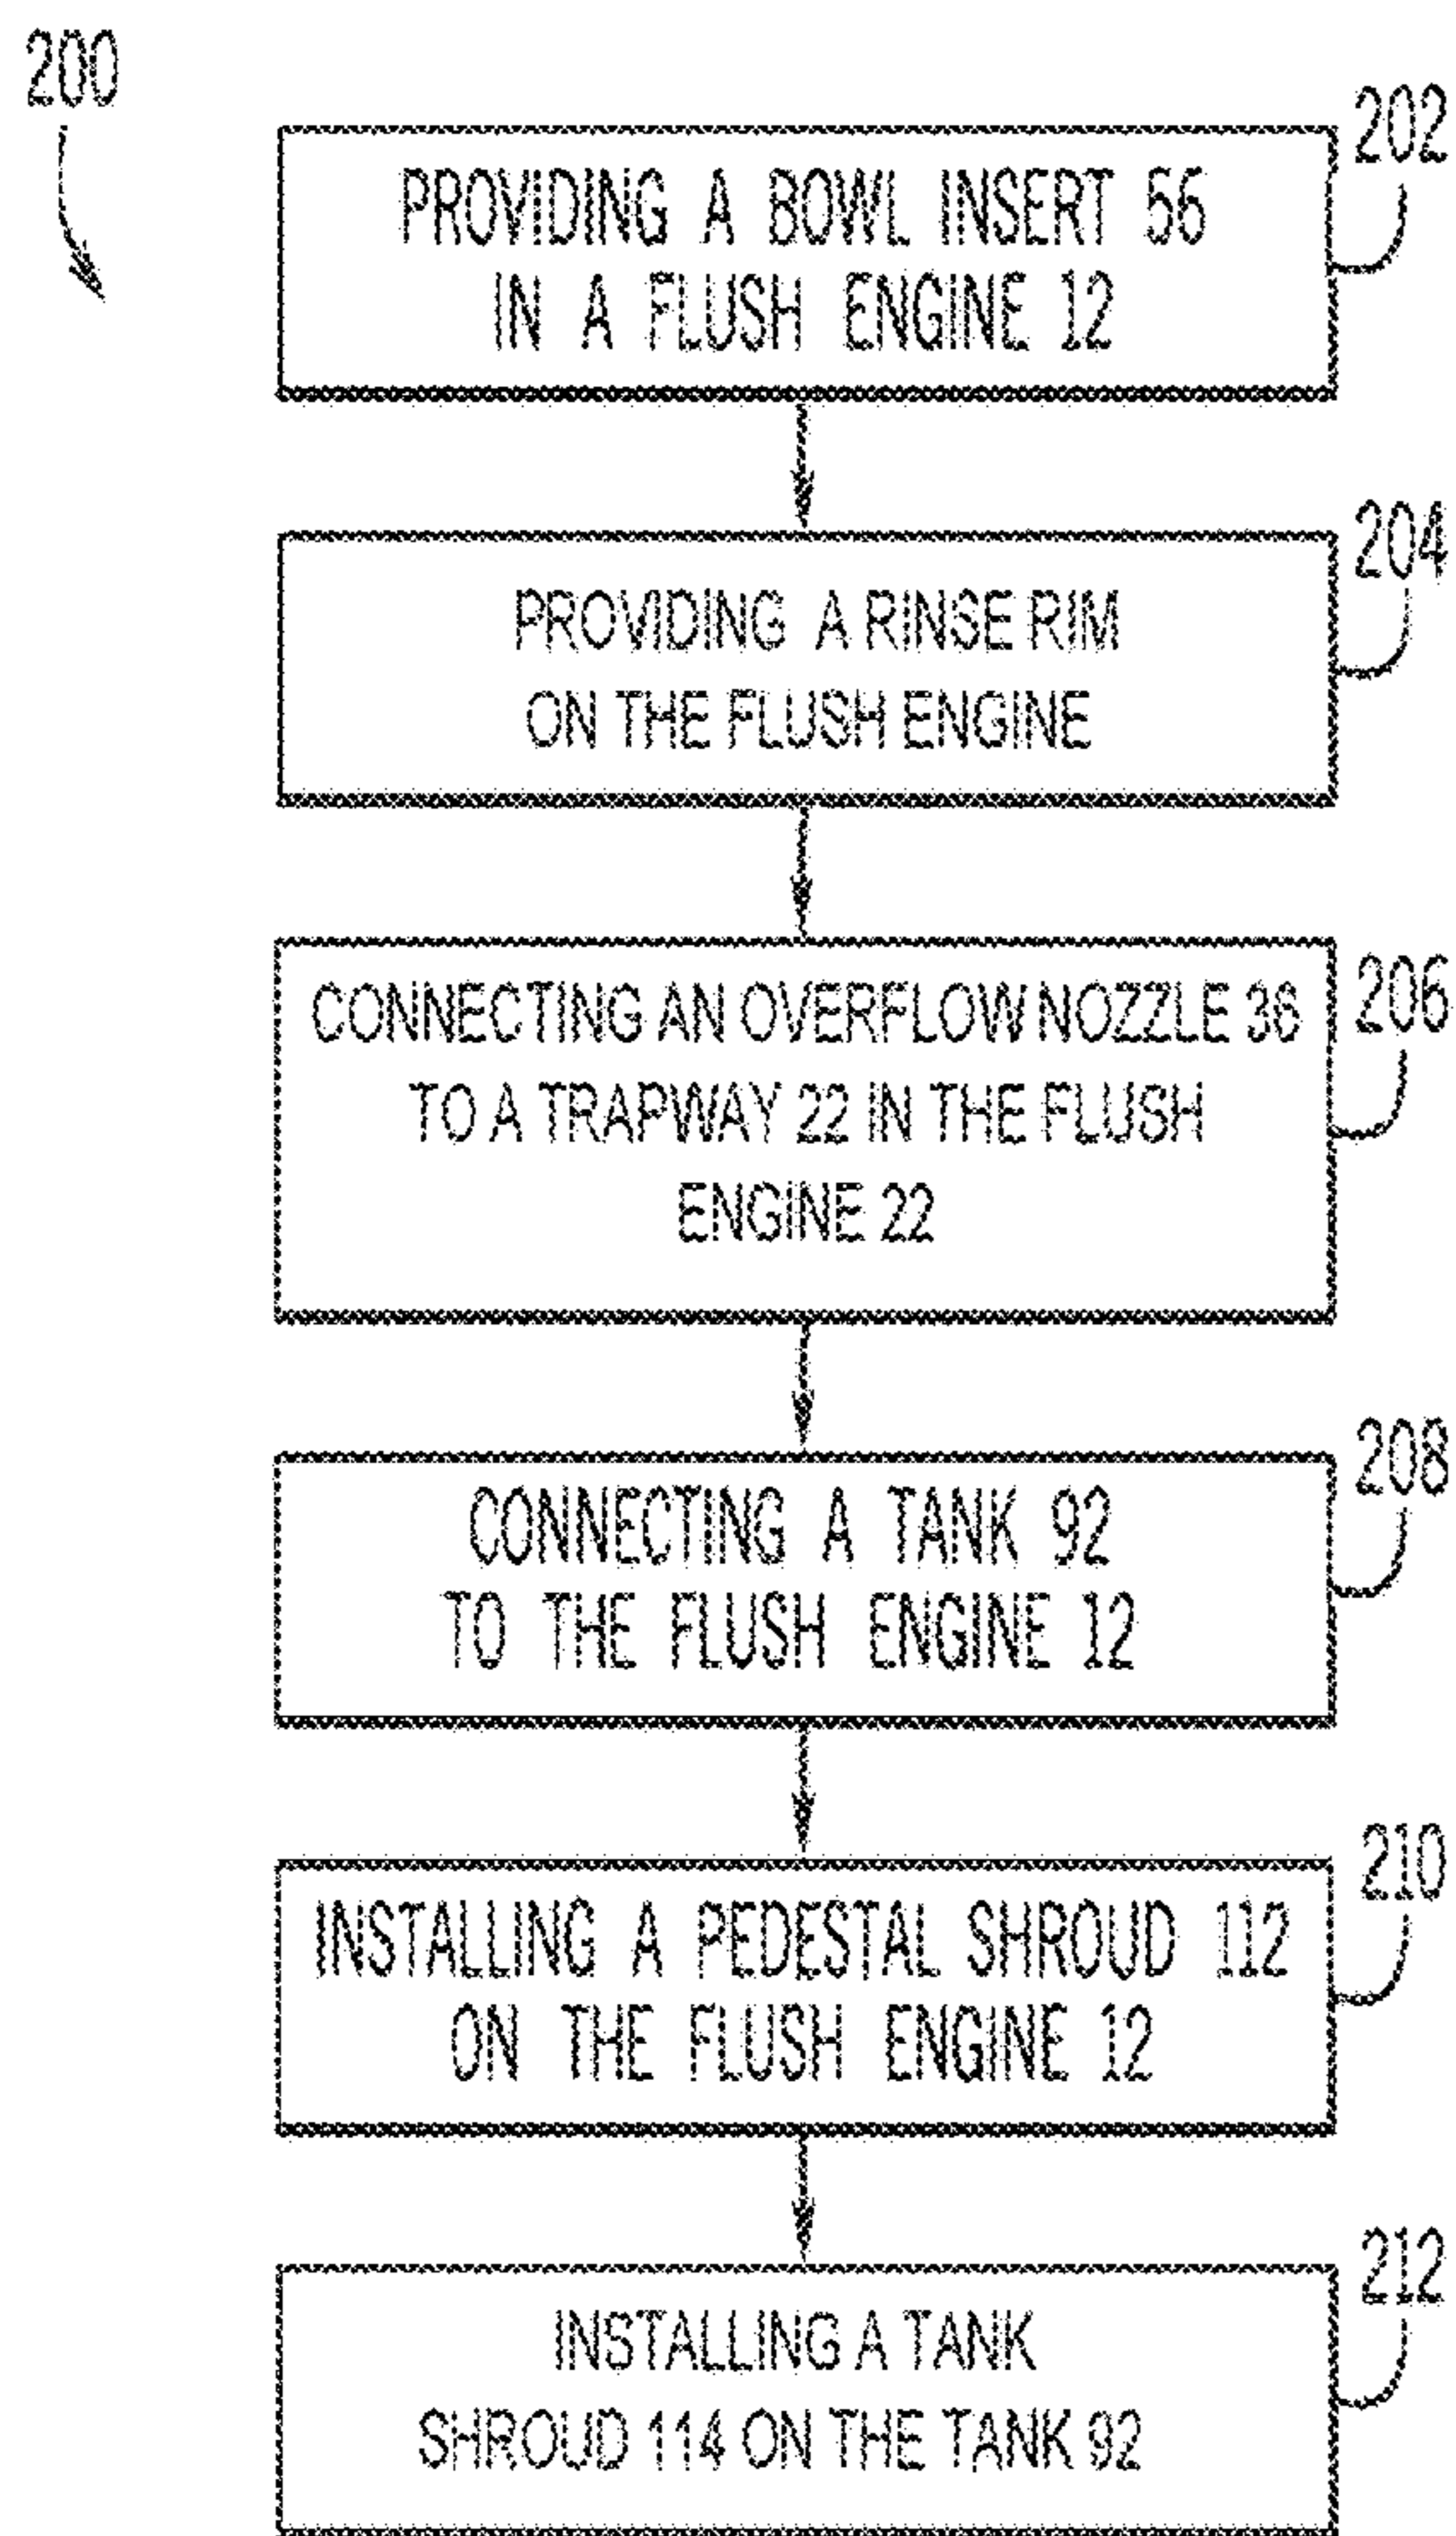 200
202
PROVIDING A BOWL INSERT 56
IN A FLUSH ENGINE 12
204
PROVIDING A RINSE RIM
ON THE FLUSH ENGINE
206
CONNECTING AN OVERFLOW NOZZLE 36
TO A TRAPWAY 22 IN THE FLUSH
ENGINE 22
208
CONNECTING A TANK 92
TO THE FLUSH ENGINE 12
210
INSTALLING A PEDESTAL SHROUD 112
ON THE FLUSH ENGINE 12
212
INSTALLING A TANK
SHROUD 114 ON THE TANK 92